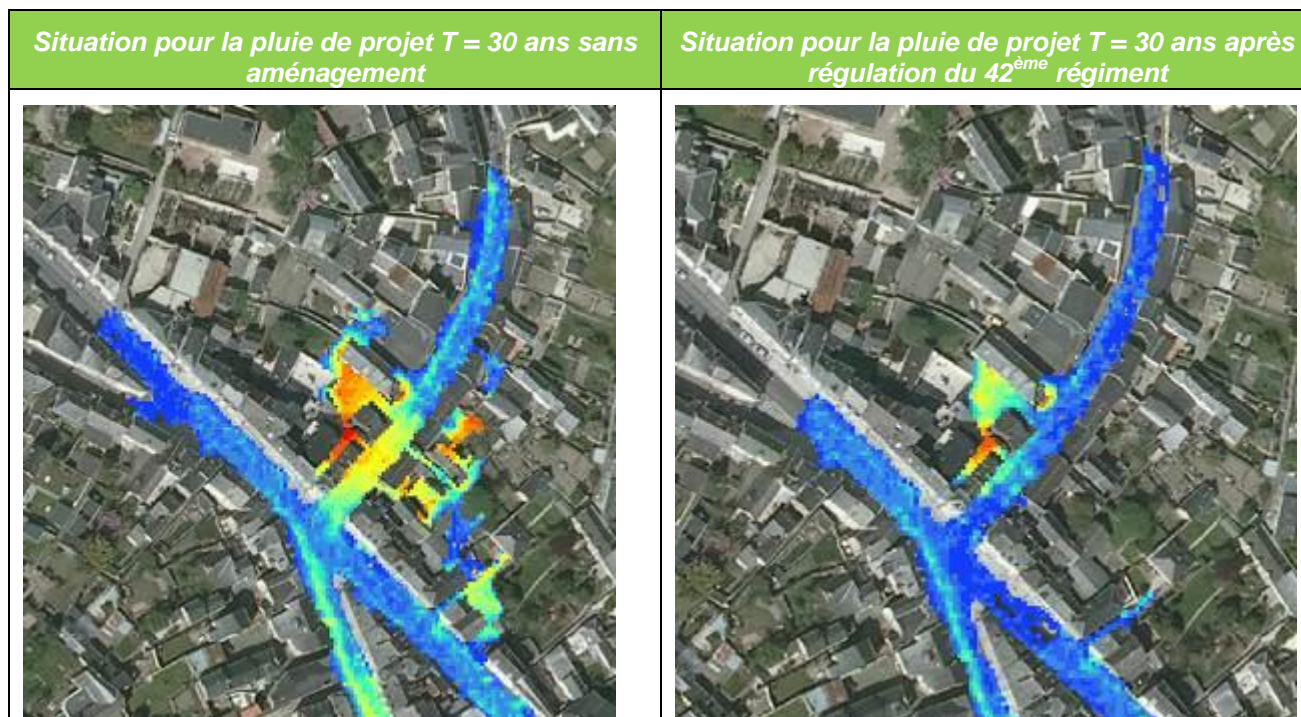 Situation pour la pluie de projet T = 30 ans sans
aménagement
Situation pour la pluie de projet T = 30 ans après
régulation du 42ème régiment